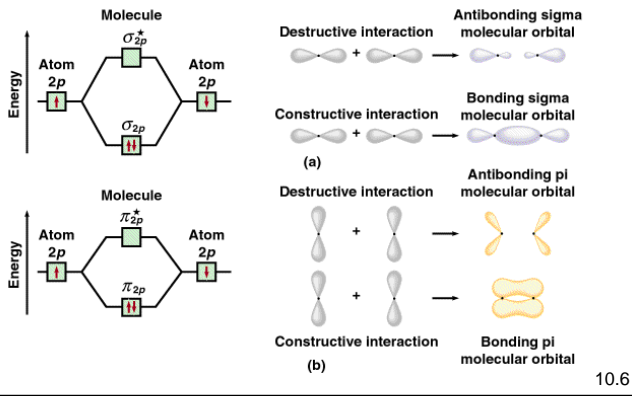 Molecule
σ*2p
Atom
2p
Atom
2p
Energy
σ2p
Destructive interaction
+
Antibonding sigma
molecular orbital
Constructive interaction
+
Bonding sigma
molecular orbital
(a)
Molecule
π*2p
Atom
2p
Atom
2p
Energy
π2p
Destructive interaction
+
Antibonding pi
molecular orbital
+
Constructive interaction
Bonding pi
molecular orbital
(b)
10.6